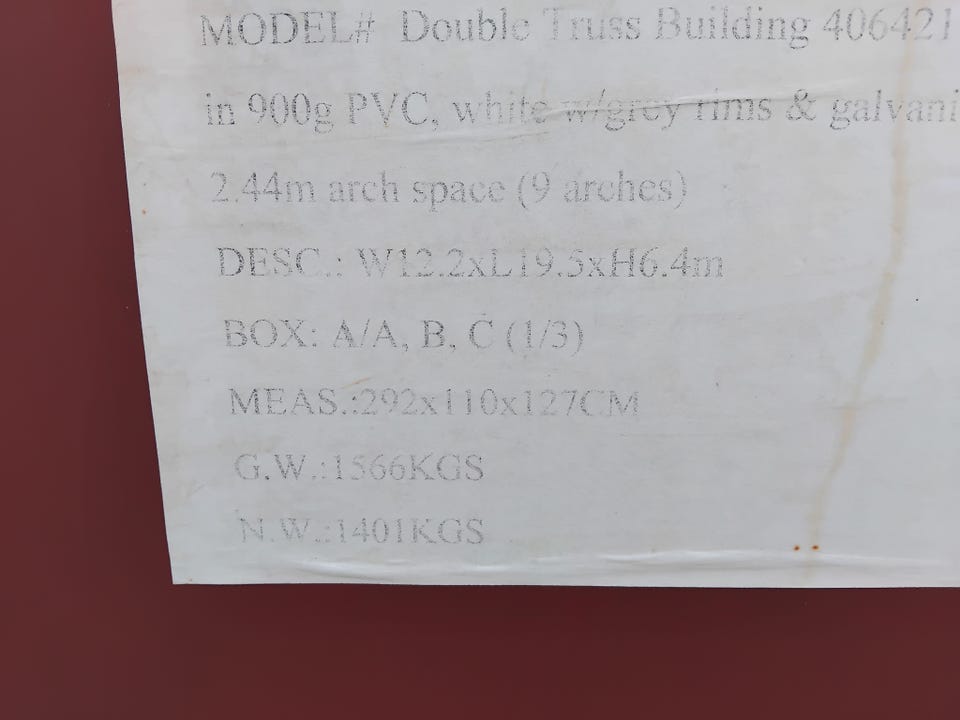 MODEL# Double Truss Building 406421
in 900g PVC, white w/grey rims & galvani
2.44m arch space (9 arches)
DESC.: W12.2xL19.5xH6.4m
BOX: A/A, B, C (1/3)
MEAS.:292x110x127CM
G.W.:1566KGS
N.W.:1401KGS